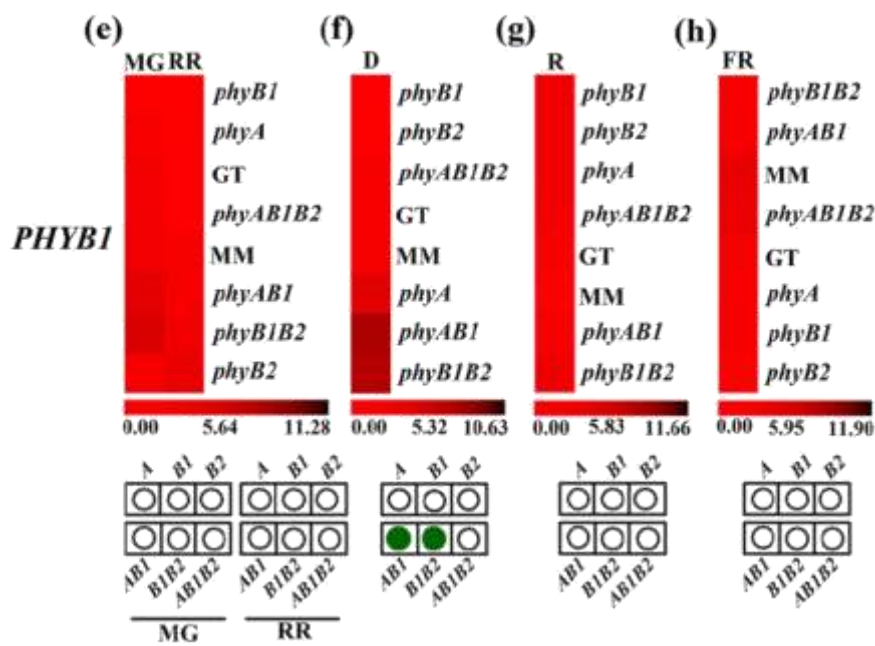 (e) (f) (g) (h)
MG RR D R FR
phyB1 phyB1 phyB1 phyB1B2
phyA phyB2 phyB2 phyAB1
GT phyAB1B2 phyA MM
phyAB1B2 GT phyAB1B2 phyAB1B2
PHYB1
MM MM GT GT
phyAB1 phyA MM phyA
phyB1B2 phyAB1 phyAB1 phyB1
phyB2 phyB1B2 phyB1B2 phyB2
0.00 5.64 11.28 0.00 5.32 10.63 0.00 5.83 11.66 0.00 5.95 11.90
A B1 B2 A B1 B2 A B1 B2 A B1 B2 A B1 B2
AB1 B1B2 AB1B2 AB1 B1B2 AB1B2 AB1 B1B2 AB1B2 AB1 B1B2 AB1B2 AB1 B1B2 AB1B2
MG RR